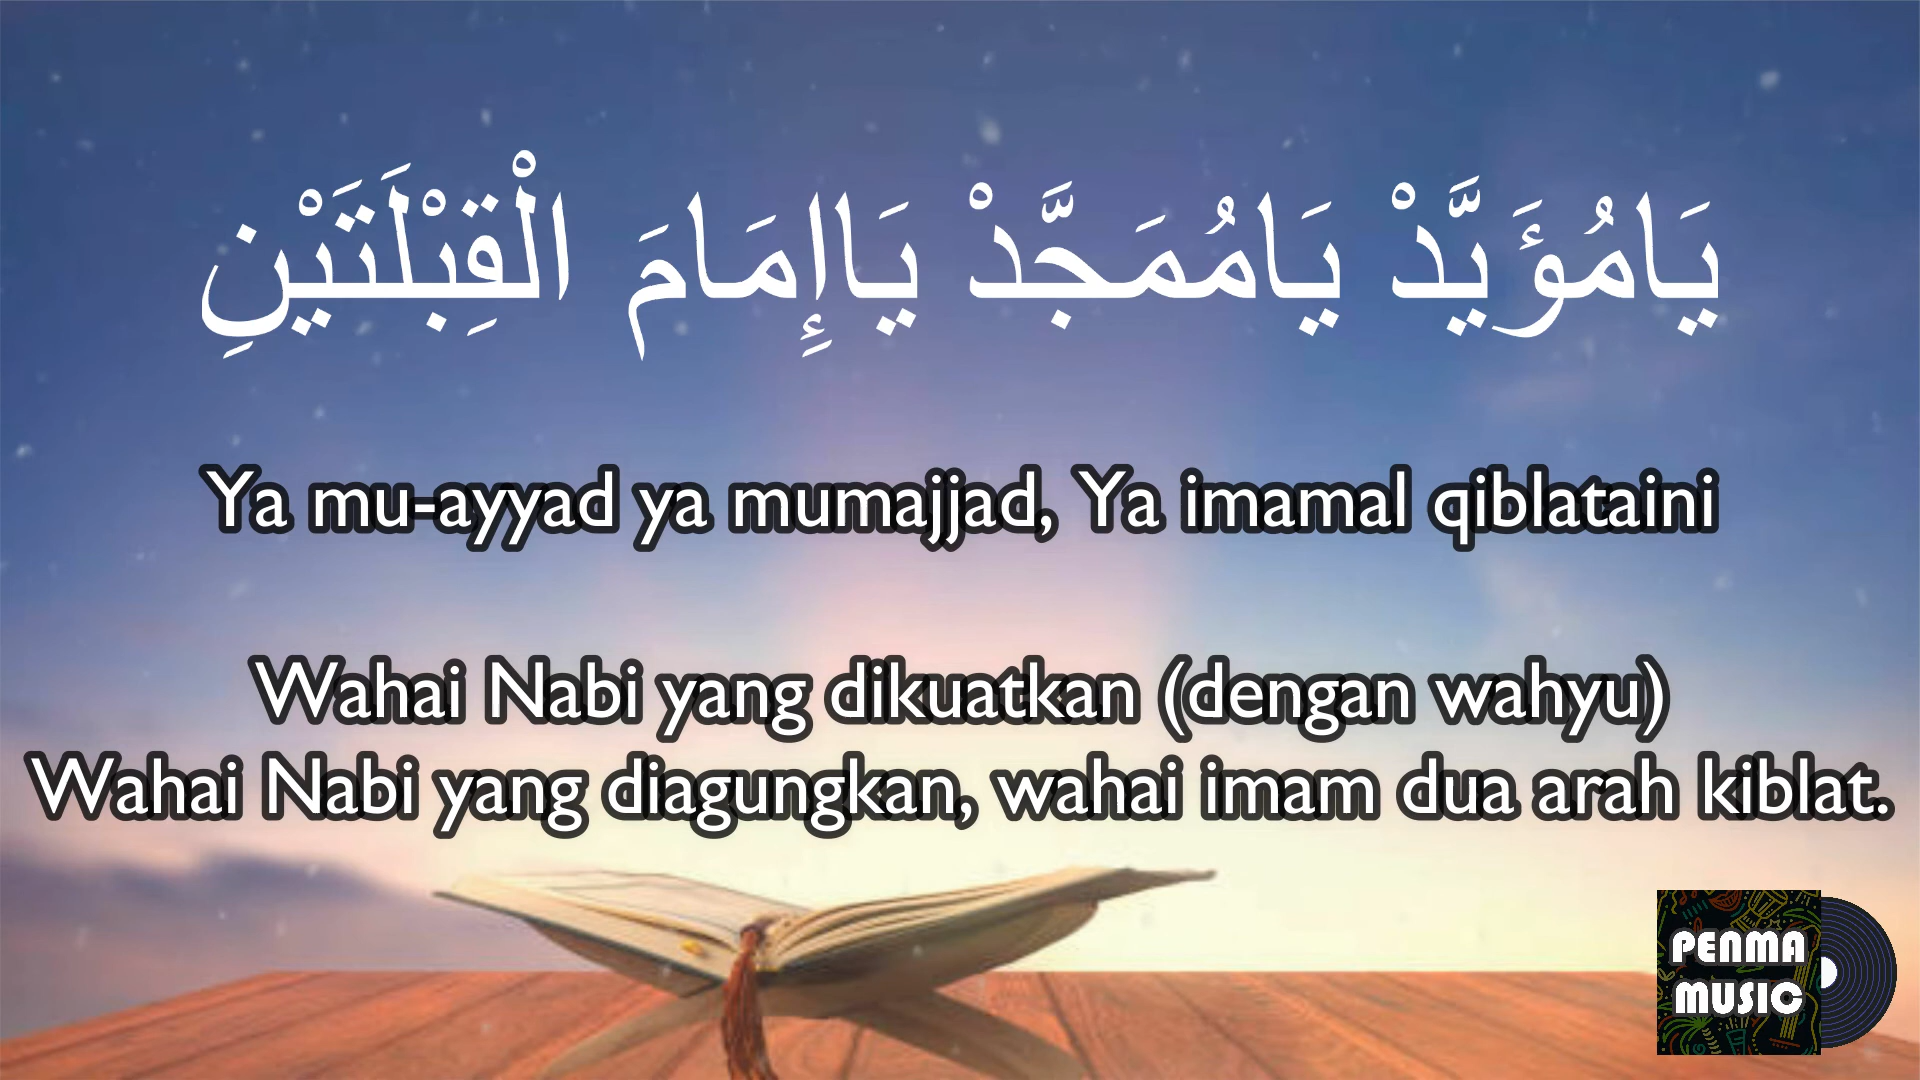 يَامُؤَيَّدْ يَامُمَجَّدْ يَاإِمَامَ الْقِبْلَتَيْنِ
Ya mu-ayyad ya mumajjad, Ya imamal qiblataini
Wahai Nabi yang dikuatkan (dengan wahyu)
Wahai Nabi yang diagungkan, wahai imam dua arah kiblat.
PENMA
MUSIC